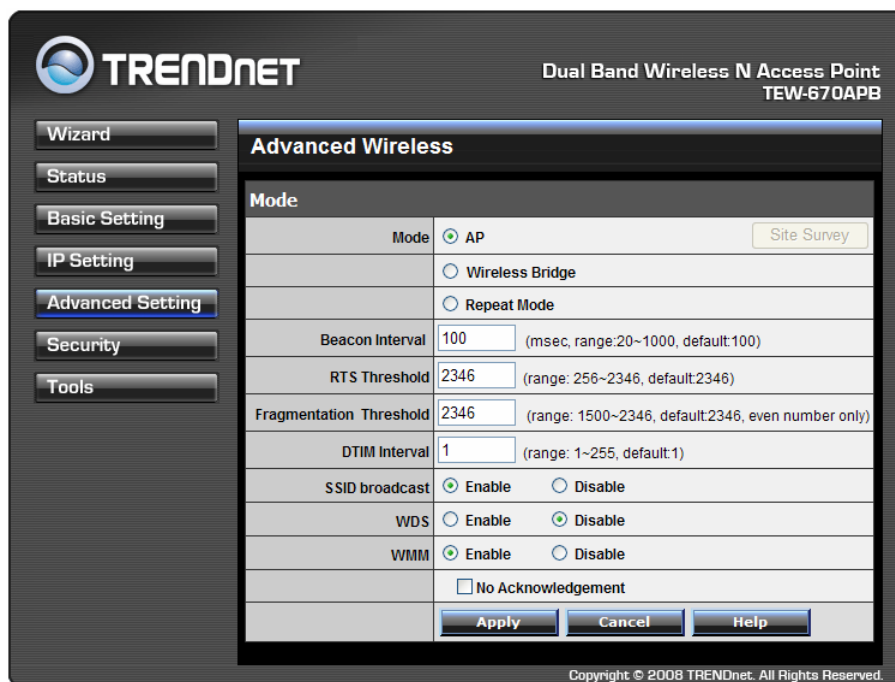 TRENDNET
Dual Band Wireless N Access Point
TEW-670APB
Wizard
Status
Basic Setting
IP Setting
Advanced Setting
Security
Tools
Advanced Wireless
Mode
Mode AP Site Survey
Wireless Bridge
Repeat Mode
Beacon Interval 100 (msec, range:20~1000, default:100)
RTS Threshold 2346 (range: 256~2346, default:2346)
Fragmentation Threshold 2346 (range: 1500~2346, default:2346, even number only)
DTIM Interval 1 (range: 1~255, default:1)
SSID broadcast Enable Disable
WDS Enable Disable
WMM Enable Disable
No Acknowledgement
Apply Cancel Help
Copyright © 2008 TRENDnet. All Rights Reserved.